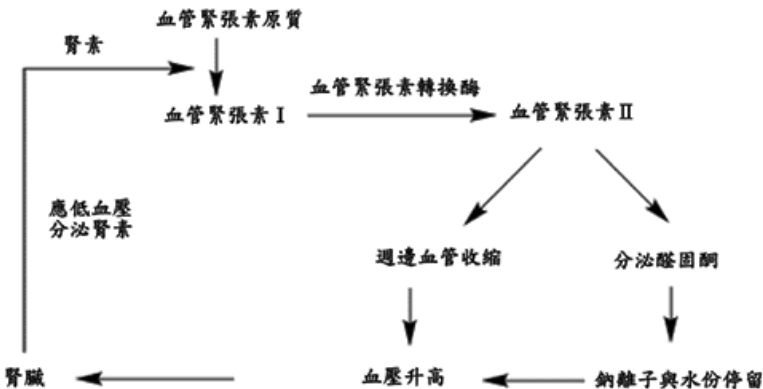 血管緊張素原質
腎素
血管緊張素轉換酶
血管緊張素Ⅰ
血管緊張素Ⅱ
應低血壓
分泌腎素
週邊血管收縮
分泌醛固酮
腎臟
血壓升高
鈉離子與水份停留